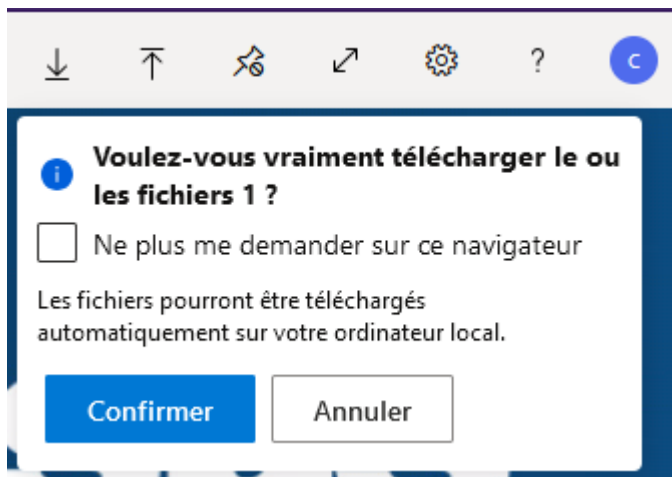 ?
C
Voulez-vous vraiment télécharger le ou
les fichiers 1 ?
Ne plus me demander sur ce navigateur
Les fichiers pourront être téléchargés
automatiquement sur votre ordinateur local.
Confirmer
Annuler